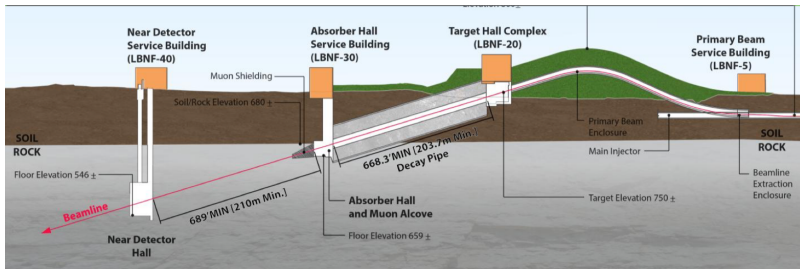 Near Detector
Service Building
(LBNF-40)
Absorber Hall
Service Building
(LBNF-30)
Target Hall Complex
(LBNF-20)
Primary Beam
Service Building
(LBNF-5)
Muon Shielding
Soil/Rock Elevation 680 ±
SOIL
ROCK
Floor Elevation 546 ±
Beamline
Near Detector
Hall
689'MIN (210m Min.)
668.3'MIN (203.7m Min.)
Decay Pipe
Absorber Hall
and Muon Alcove
Floor Elevation 659 ±
Primary Beam
Enclosure
Main Injector
Target Elevation 750 ±
SOIL
ROCK
Beamline
Extraction
Enclosure